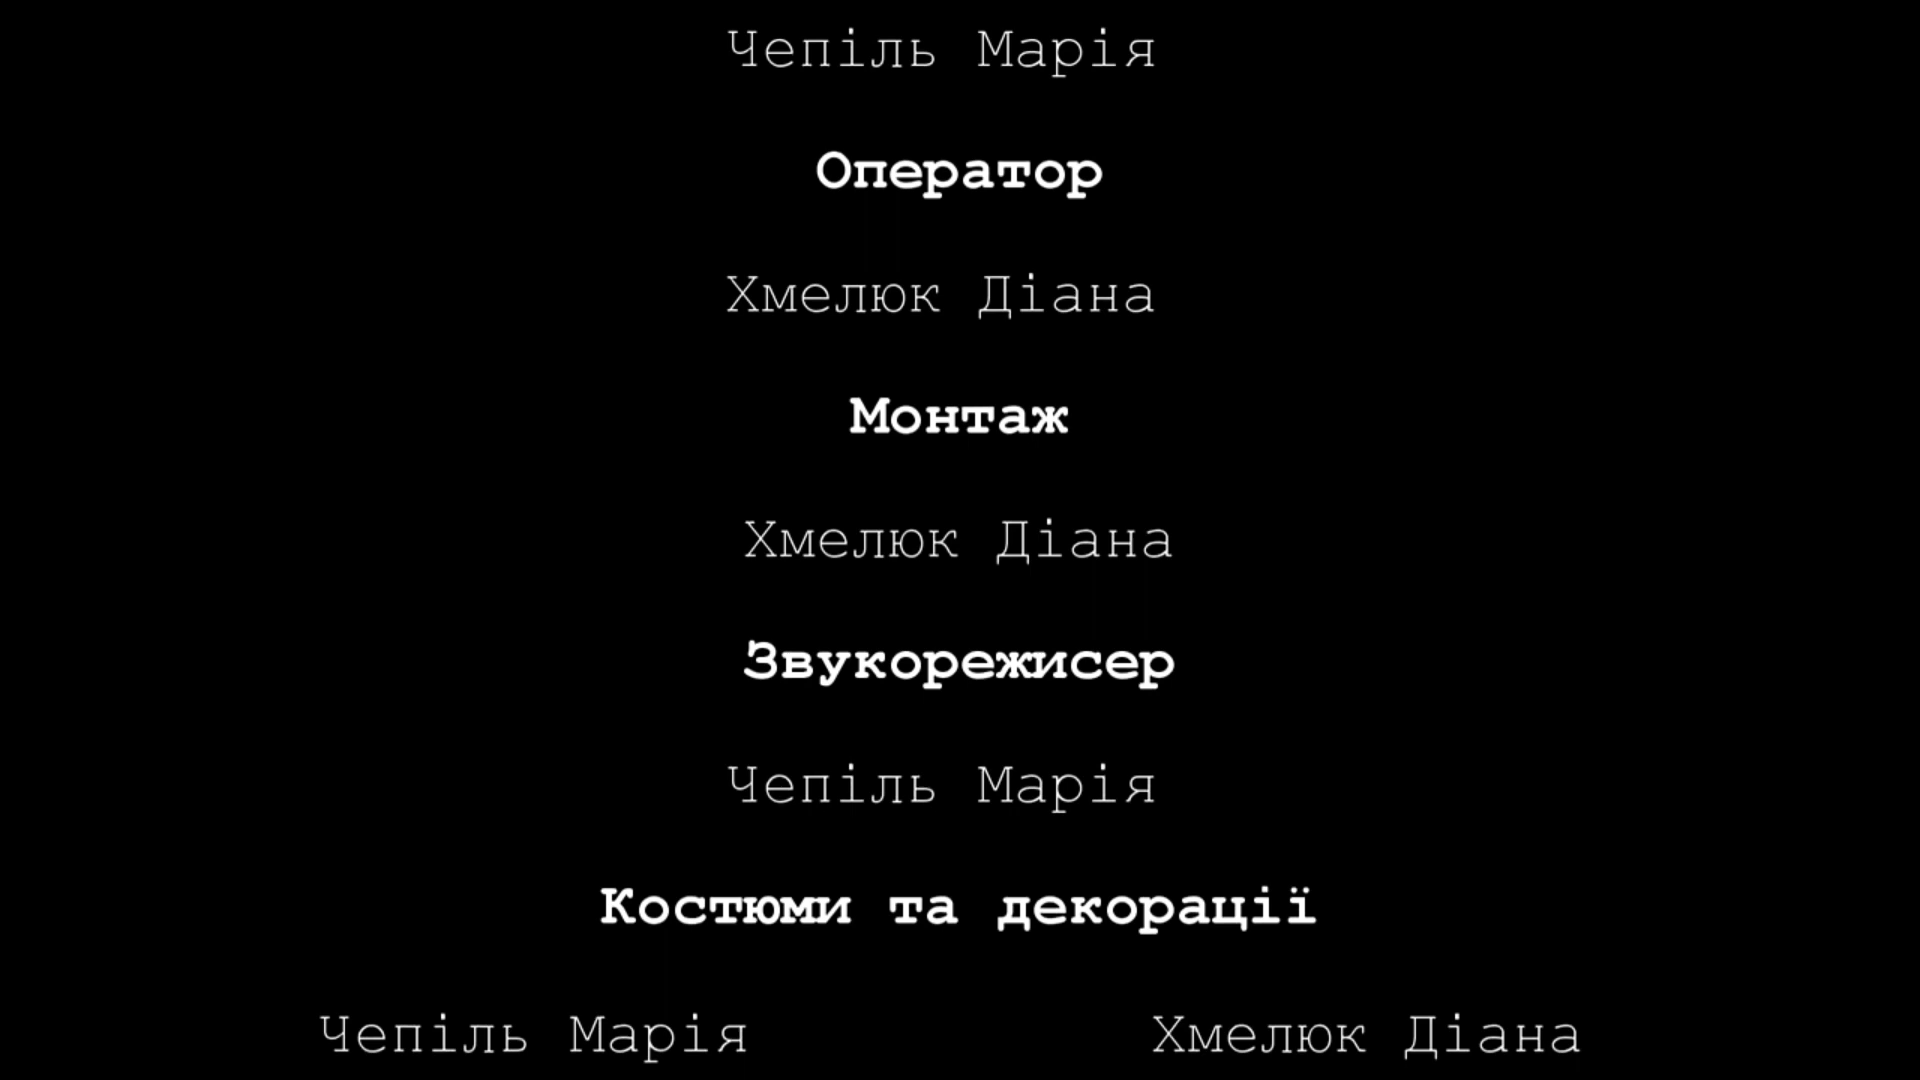 Чепіль Марія
Оператор
Хмелюк Діана
Монтаж
Хмелюк Діана
Звукорежисер
Чепіль Марія
Костюми та декорації
Чепіль Марія Хмелюк Діана